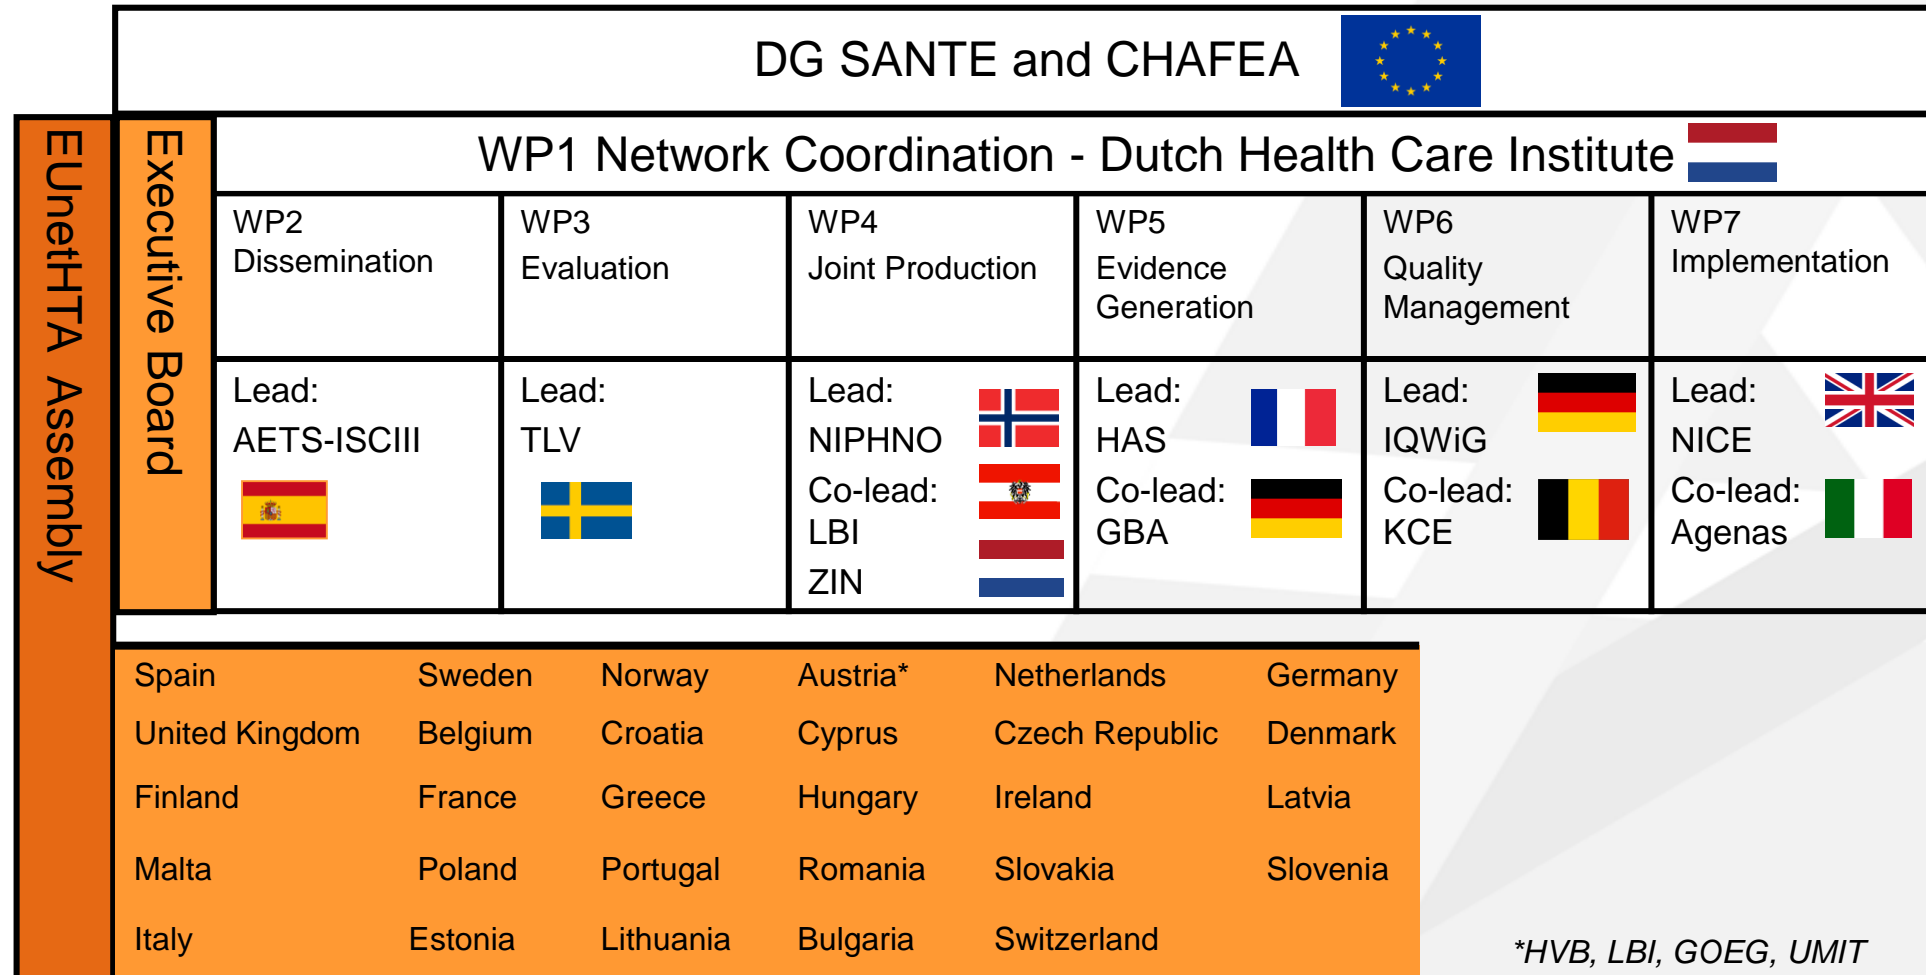 DG SANTE and CHAFEA
EUnetHTA Assembly
Executive Board
WP1 Network Coordination - Dutch Health Care Institute
WP2
Dissemination
WP3
Evaluation
WP4
Joint Production
WP5
Evidence
Generation
WP6
Quality
Management
WP7
Implementation
Lead:
AETS-ISCIII
Lead:
TLV
Lead:
NIPHNO
Co-lead:
LBI
ZIN
Lead:
HAS
Co-lead:
GBA
Lead:
IQWiG
Co-lead:
KCE
Lead:
NICE
Co-lead:
Agenas
Spain Sweden Norway Austria* Netherlands Germany
United Kingdom Belgium Croatia Cyprus Czech Republic Denmark
Finland France Greece Hungary Ireland Latvia
Malta Poland Portugal Romania Slovakia Slovenia
Italy Estonia Lithuania Bulgaria Switzerland
*HVB, LBI, GOEG, UMIT